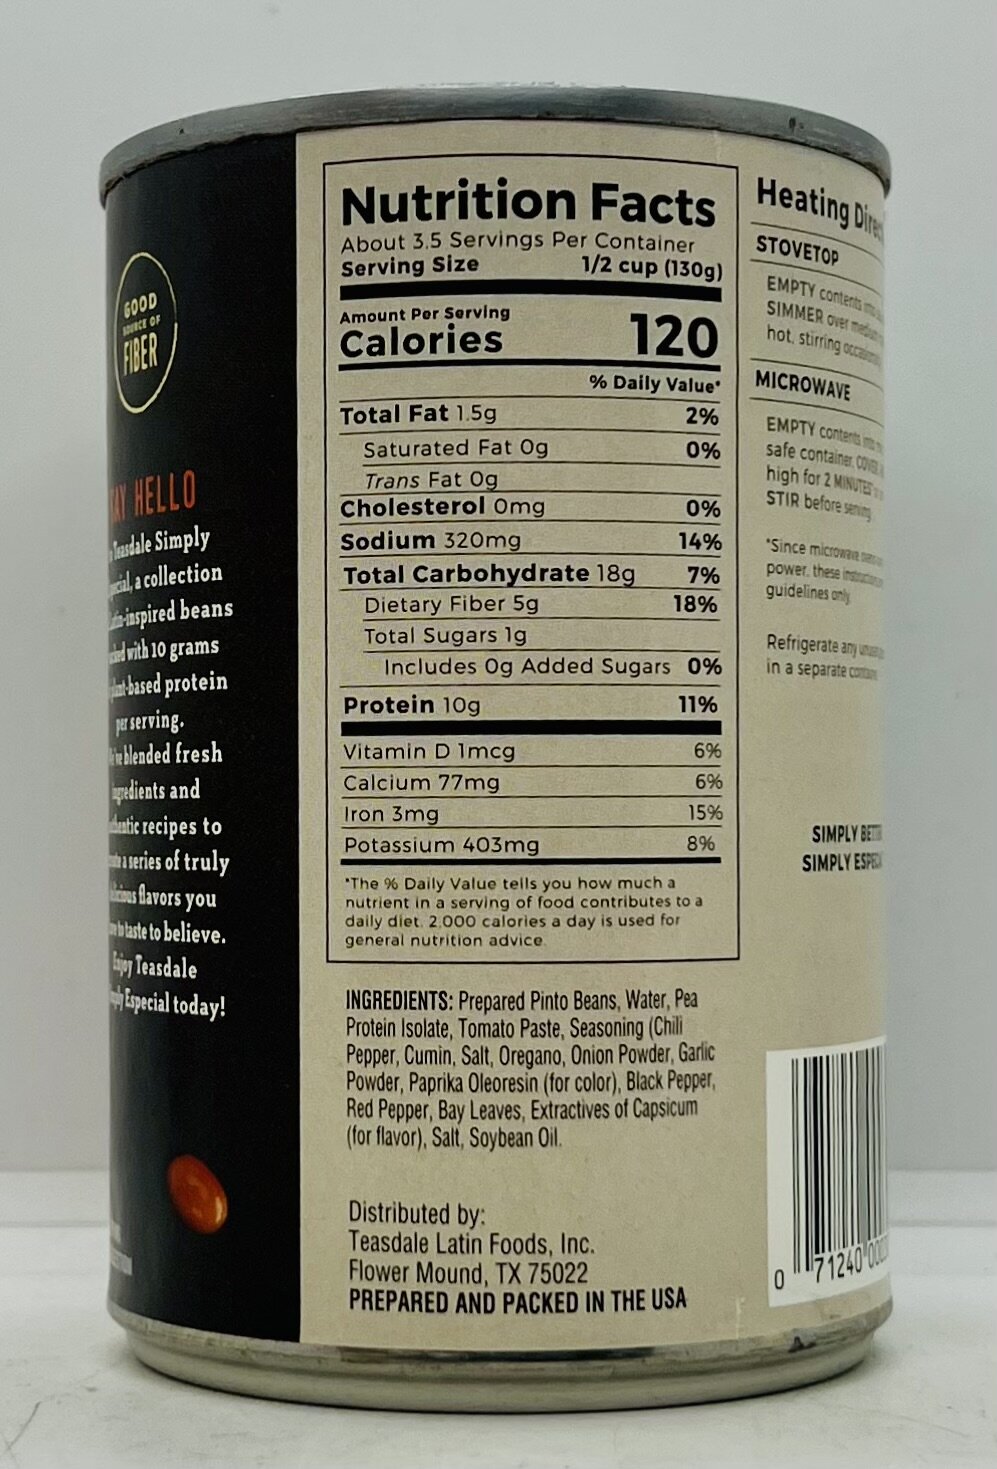 GOOD
SOURCE OF
FIBER
HELLO
Teasdale Simply
a collection
-inspired beans
with 10 grams
-based protein
per serving.
blended fresh
ingredients and
recipes to
a series of truly
flavors you
to taste to believe.
Enjoy Teasdale
Especial today!
Nutrition Facts
About 3.5 Servings Per Container
Serving Size 1/2 cup (130g)
Amount Per Serving
Calories 120
% Daily Value*
Total Fat 1.5g 2%
Saturated Fat 0g 0%
Trans Fat 0g
Cholesterol 0mg 0%
Sodium 320mg 14%
Total Carbohydrate 18g 7%
Dietary Fiber 5g 18%
Total Sugars 1g
Includes 0g Added Sugars 0%
Protein 10g 11%
Vitamin D 1mcg 6%
Calcium 77mg 6%
Iron 3mg 15%
Potassium 403mg 8%
*The % Daily Value tells you how much a
nutrient in a serving of food contributes to a
daily diet. 2,000 calories a day is used for
general nutrition advice.
INGREDIENTS: Prepared Pinto Beans, Water, Pea
Protein Isolate, Tomato Paste, Seasoning (Chili
Pepper, Cumin, Salt, Oregano, Onion Powder, Garlic
Powder, Paprika Oleoresin (for color), Black Pepper,
Red Pepper, Bay Leaves, Extractives of Capsicum
(for flavor), Salt, Soybean Oil.
Distributed by:
Teasdale Latin Foods, Inc.
Flower Mound, TX 75022
PREPARED AND PACKED IN THE USA
Heating
STOVETOP
EMPTY contents
SIMMER over
hot, stirring
MICROWAVE
EMPTY contents
safe container,
high for 2 MINUTES
STIR before serving
*Since microwave
power, these
guidelines only
Refrigerate any
in a separate
SIMPLY
SIMPLY
0 71240